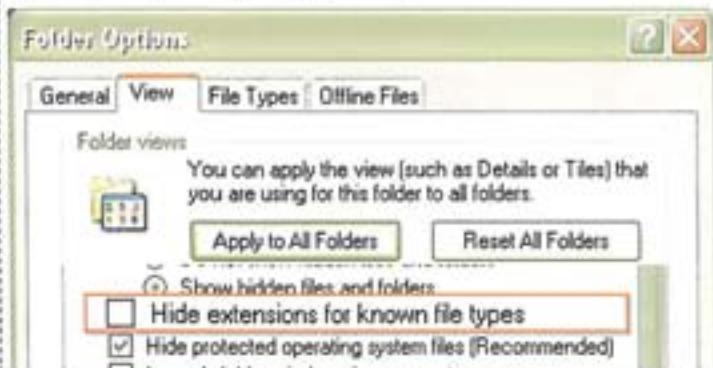 Folder Options
General View File Types Offline Files
Folder views
You can apply the view (such as Details or Tiles) that
you are using for this folder to all folders.
Apply to All Folders Reset All Folders
Show hidden files and folders
Hide extensions for known file types
Hide protected operating system files (Recommended)